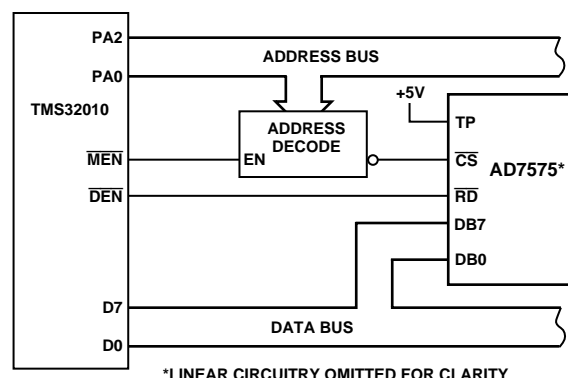 PA2
ADDRESS BUS
PA0
+5V
TMS32010
ADDRESS
DECODE
TP
MEN
EN
CS
AD7575*
DEN
RD
DB7
DB0
D7
DATA BUS
D0
*LINEAR CIRCUITRY OMITTED FOR CLARITY